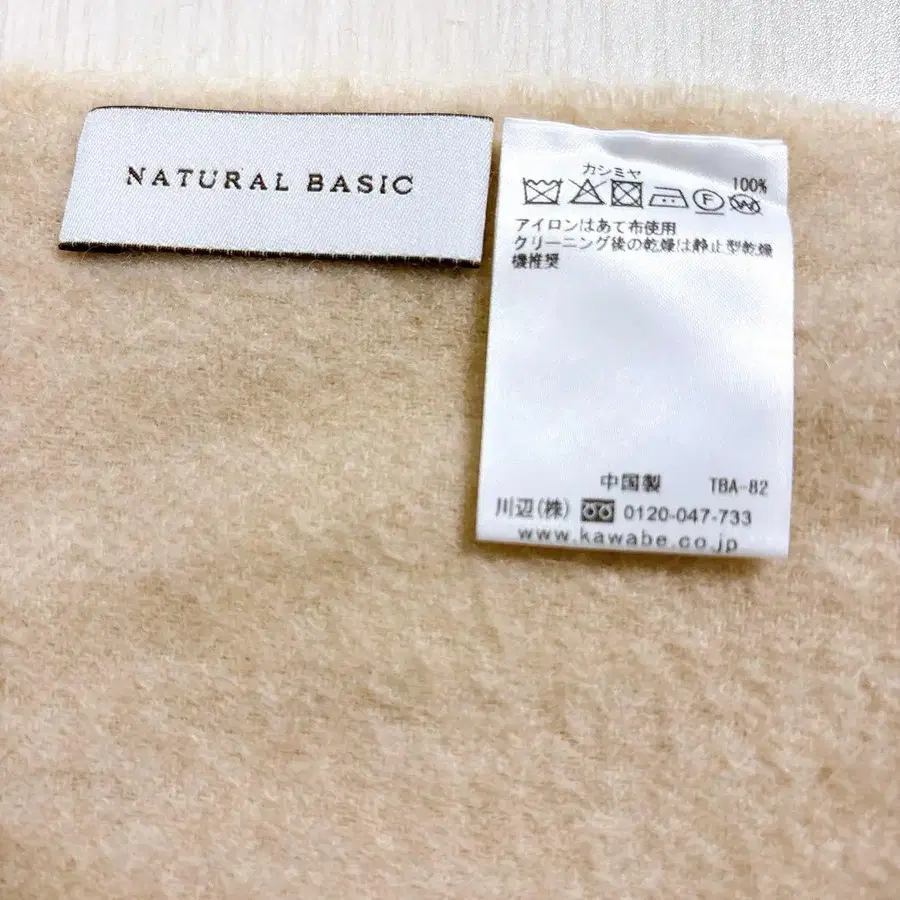 NATURAL BASIC
カシミヤ 100%
F W
アイロンはあて布使用
クリーニング後の乾燥は静止型乾燥
機推奨
中国製 TBA-82
川辺(株) 0120-047-733
www.kawabe.co.jp